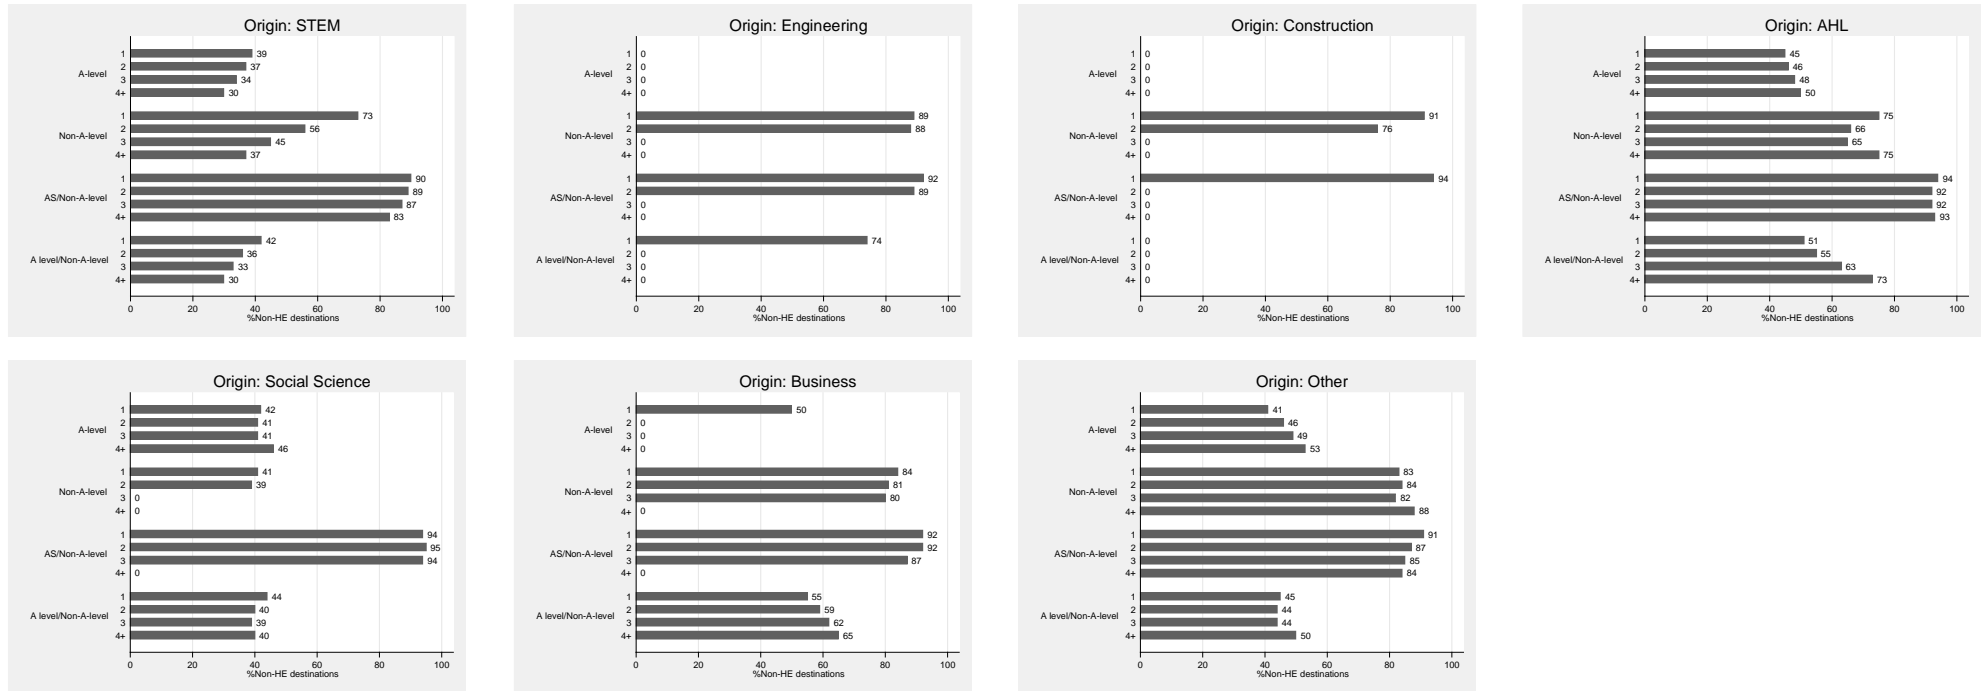 Origin: STEM
A-level
1 39
2 37
3 34
4+ 30
Non-A-level
1 73
2 56
3 45
4+ 37
AS/Non-A-level
1 90
2 89
3 87
4+ 83
A level/Non-A-level
1 42
2 36
3 33
4+ 30
0 20 40 60 80 100
%Non-HE destinations
Origin: Engineering
A-level
1 0
2 0
3 0
4+ 0
Non-A-level
1 89
2 88
3 0
4+ 0
AS/Non-A-level
1 92
2 89
3 0
4+ 0
A level/Non-A-level
1 74
2 0
3 0
4+ 0
0 20 40 60 80 100
%Non-HE destinations
Origin: Construction
A-level
1 0
2 0
3 0
4+ 0
Non-A-level
1 91
2 76
3 0
4+ 0
AS/Non-A-level
1 94
2 0
3 0
4+ 0
A level/Non-A-level
1 0
2 0
3 0
4+ 0
0 20 40 60 80 100
%Non-HE destinations
Origin: AHL
A-level
1 45
2 46
3 48
4+ 50
Non-A-level
1 75
2 66
3 65
4+ 75
AS/Non-A-level
1 94
2 92
3 92
4+ 93
A level/Non-A-level
1 51
2 55
3 63
4+ 73
0 20 40 60 80 100
%Non-HE destinations
Origin: Social Science
A-level
1 42
2 41
3 41
4+ 46
Non-A-level
1 41
2 39
3 0
4+ 0
AS/Non-A-level
1 94
2 95
3 94
4+ 0
A level/Non-A-level
1 44
2 40
3 39
4+ 40
0 20 40 60 80 100
%Non-HE destinations
Origin: Business
A-level
1 50
2 0
3 0
4+ 0
Non-A-level
1 84
2 81
3 80
4+ 0
AS/Non-A-level
1 92
2 92
3 87
4+ 0
A level/Non-A-level
1 55
2 59
3 62
4+ 65
0 20 40 60 80 100
%Non-HE destinations
Origin: Other
A-level
1 41
2 46
3 49
4+ 53
Non-A-level
1 83
2 84
3 82
4+ 88
AS/Non-A-level
1 91
2 87
3 85
4+ 84
A level/Non-A-level
1 45
2 44
3 44
4+ 50
0 20 40 60 80 100
%Non-HE destinations